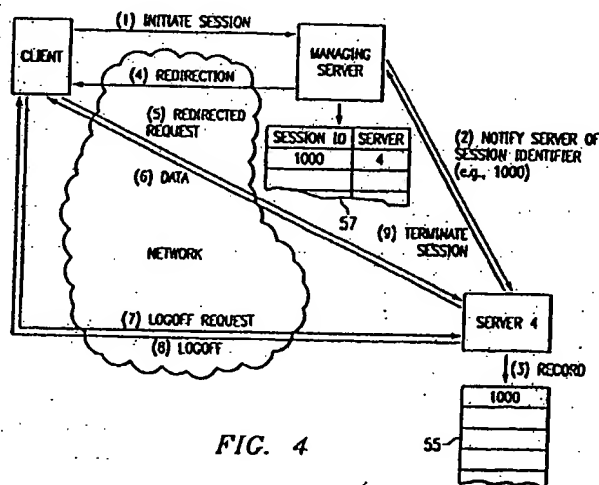 (1) INITIATE SESSION
CLIENT
MANAGING
SERVER
(4) REDIRECTION
(5) REDIRECTED
REQUEST
SESSION ID SERVER
1000 4
57
(2) NOTIFY SERVER OF
SESSION IDENTIFIER
(e.g., 1000)
(6) DATA
(9) TERMINATE
SESSION
NETWORK
(7) LOGOFF REQUEST
(8) LOGOFF
SERVER 4
(3) RECORD
1000
55
FIG. 4